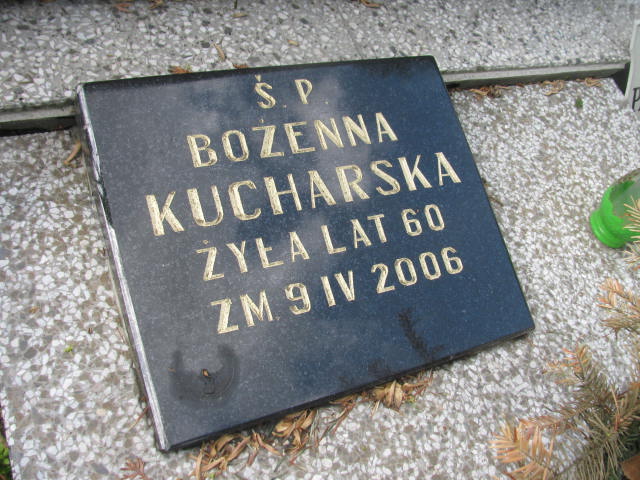 Ś P
BOŻENNA
KUCHARSKA
ŻYŁA LAT 60
ZM 9 IV 2006